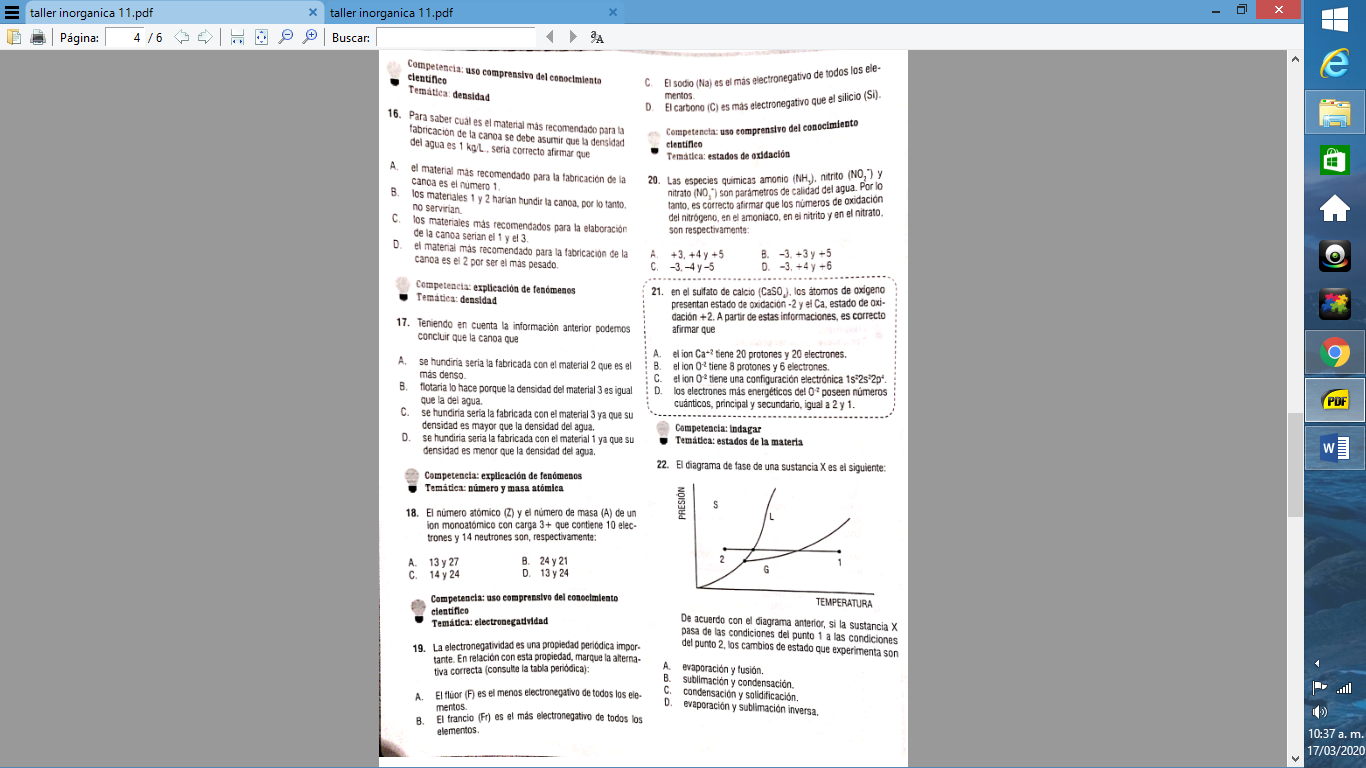 taller inorganica 11.pdf
taller inorganica 11.pdf
Página: 4 / 6
Buscar:
Competencia: uso comprensivo del conocimiento
científico
Temática: densidad
16. Para saber cuál es el material más recomendado para la
fabricación de la canoa se debe asumir que la densidad
del agua es 1 kg/L., sería correcto afirmar que
A. el material más recomendado para la fabricación de la
canoa es el numero 1.
B. los materiales 1 y 2 harían hundir la canoa, por lo tanto,
no servirían.
C. los materiales más recomendados para la elaboración
de la canoa serían el 1 y el 3.
D. el material más recomendado para la fabricación de la
canoa es el 2 por ser el más pesado.
Competencia: explicación de fenómenos
Temática: densidad
17. Teniendo en cuenta la información anterior podemos
concluir que la canoa que
A. se hundiría sería la fabricada con el material 2 que es el
más denso.
B. flotaría lo hace porque la densidad del material 3 es igual
que la del agua.
C. se hundiría sería la fabricada con el material 3 ya que su
densidad es mayor que la densidad del agua.
D. se hundiría sería la fabricada con el material 1 ya que su
densidad es menor que la densidad del agua.
Competencia: explicación de fenómenos
Temática: número y masa atómica
18. El número atómico (Z) y el número de masa (A) de un
ion monoatómico con carga 3+ que contiene 10 elec-
trones y 14 neutrones son, respectivamente:
A. 13 y 27 B. 24 y 21
C. 14 y 24 D. 13 y 24
Competencia: uso comprensivo del conocimiento
científico
Temática: electronegatividad
19. La electronegatividad es una propiedad periódica impor-
tante. En relación con esta propiedad, marque la alterna-
tiva correcta (consulte la tabla periódica):
A. El flúor (F) es el menos electronegativo de todos los ele-
mentos.
B. El francio (Fr) es el más electronegativo de todos los
elementos.
C. El sodio (Na) es el más electronegativo de todos los ele-
mentos.
D. El carbono (C) es más electronegativo que el silicio (Si).
Competencia: uso comprensivo del conocimiento
científico
Temática: estados de oxidación
20. Las especies químicas amonio (NH₃), nitrito (NO₂⁻) y
nitrato (NO₃⁻) son parámetros de calidad del agua. Por lo
tanto, es correcto afirmar que los números de oxidación
del nitrógeno, en el amoníaco, en el nitrito y en el nitrato,
son respectivamente:
A. +3, +4 y +5 B. −3, +3 y +5
C. −3, −4 y −5 D. −3, +4 y +6
21. en el sulfato de calcio (CaSO₄), los átomos de oxígeno
presentan estado de oxidación -2 y el Ca, estado de oxi-
dación +2. A partir de estas informaciones, es correcto
afirmar que
A. el ion Ca⁺² tiene 20 protones y 20 electrones.
B. el ion O⁻² tiene 8 protones y 6 electrones.
C. el ion O⁻² tiene una configuración electrónica 1s²2s²2p⁴.
D. los electrones más energéticos del O⁻² poseen números
cuánticos, principal y secundario, igual a 2 y 1.
Competencia: indagar
Temática: estados de la materia
22. El diagrama de fase de una sustancia X es el siguiente:
PRESIÓN
S
L
2
G
1
TEMPERATURA
De acuerdo con el diagrama anterior, si la sustancia X
pasa de las condiciones del punto 1 a las condiciones
del punto 2, los cambios de estado que experimenta son
A. evaporación y fusión.
B. sublimación y condensación.
C. condensación y solidificación.
D. evaporación y sublimación inversa.
PDF
W
10:37 a. m.
17/03/2020